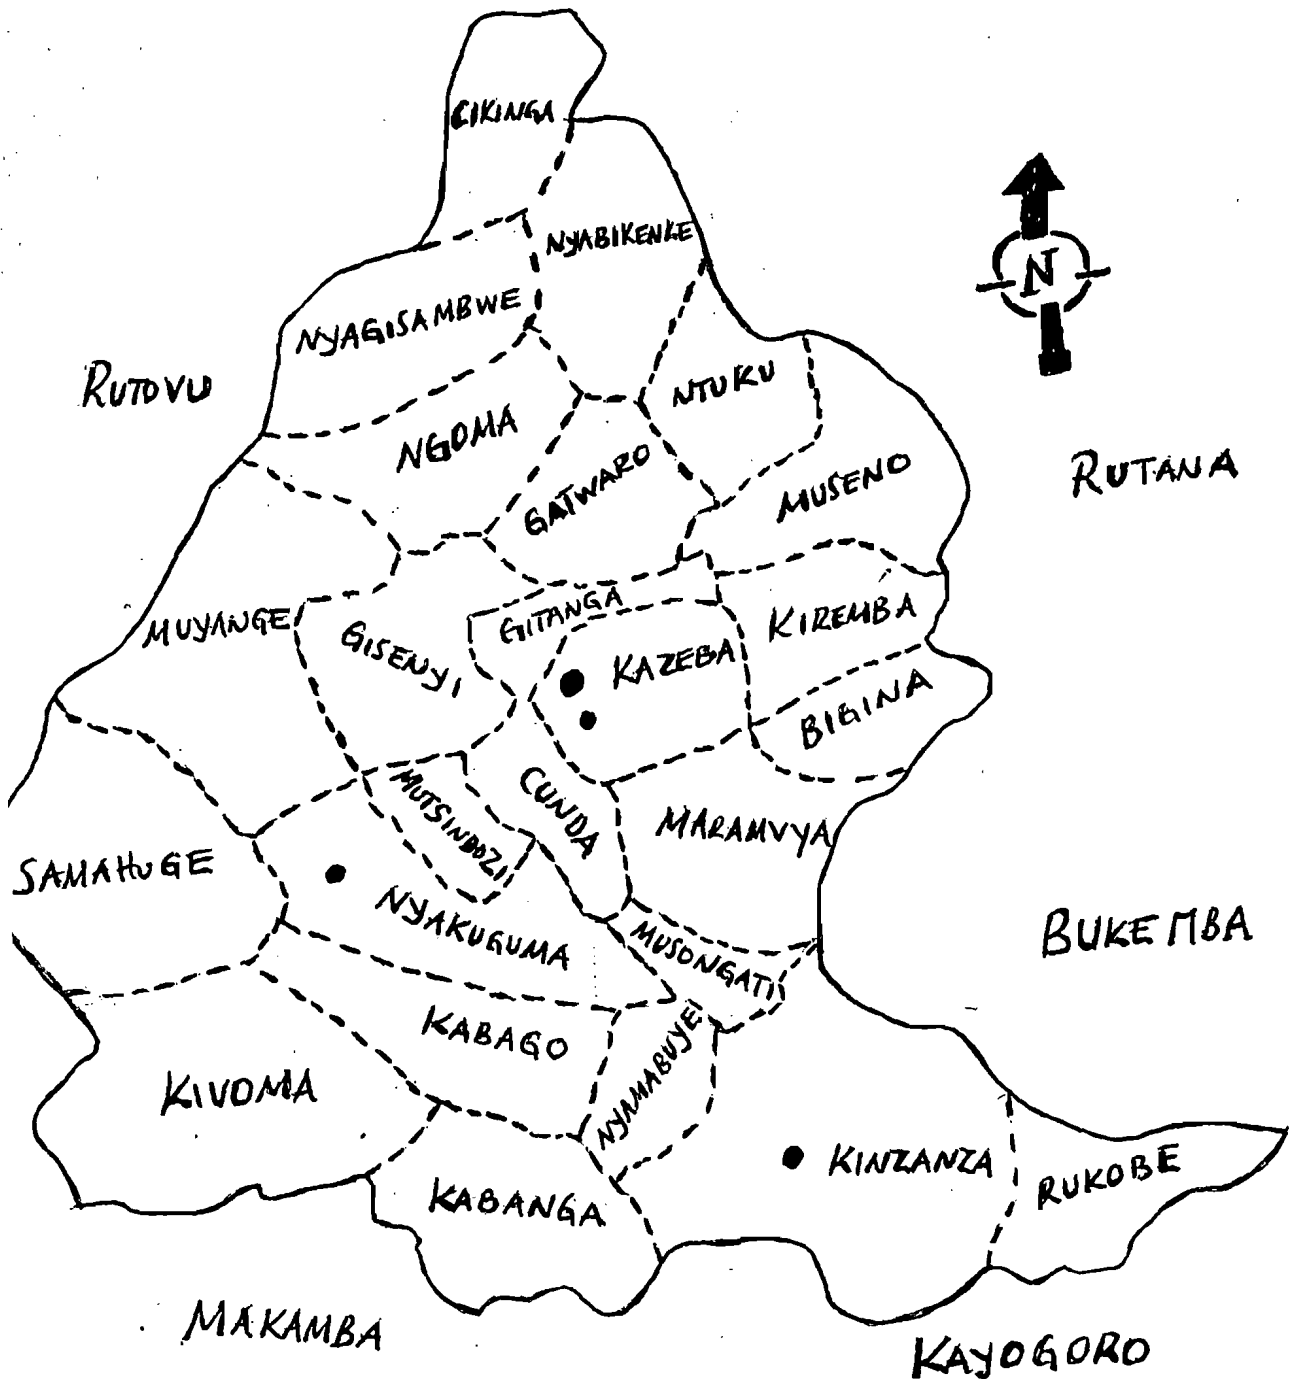 CIKINGA
NYABIKENKE
N
NYAGISAMBWE
RUTOVU
NTUKU
NGOMA
GATWARO
MUSENO
RUTANA
MUYANGE
GISENYI
GITANGA
KIREMBA
KAZEBA
BIGINA
MUTSINDOZI
CUNDA
MARAMVYA
SAMAHUGE
NYAKUGUMA
MUSONGATI
BUKEMBA
KABAGO
NYAMABUYE
KIVOMA
KINZANZA
RUKOBE
KABANGA
MAKAMBA
KAYOGORO